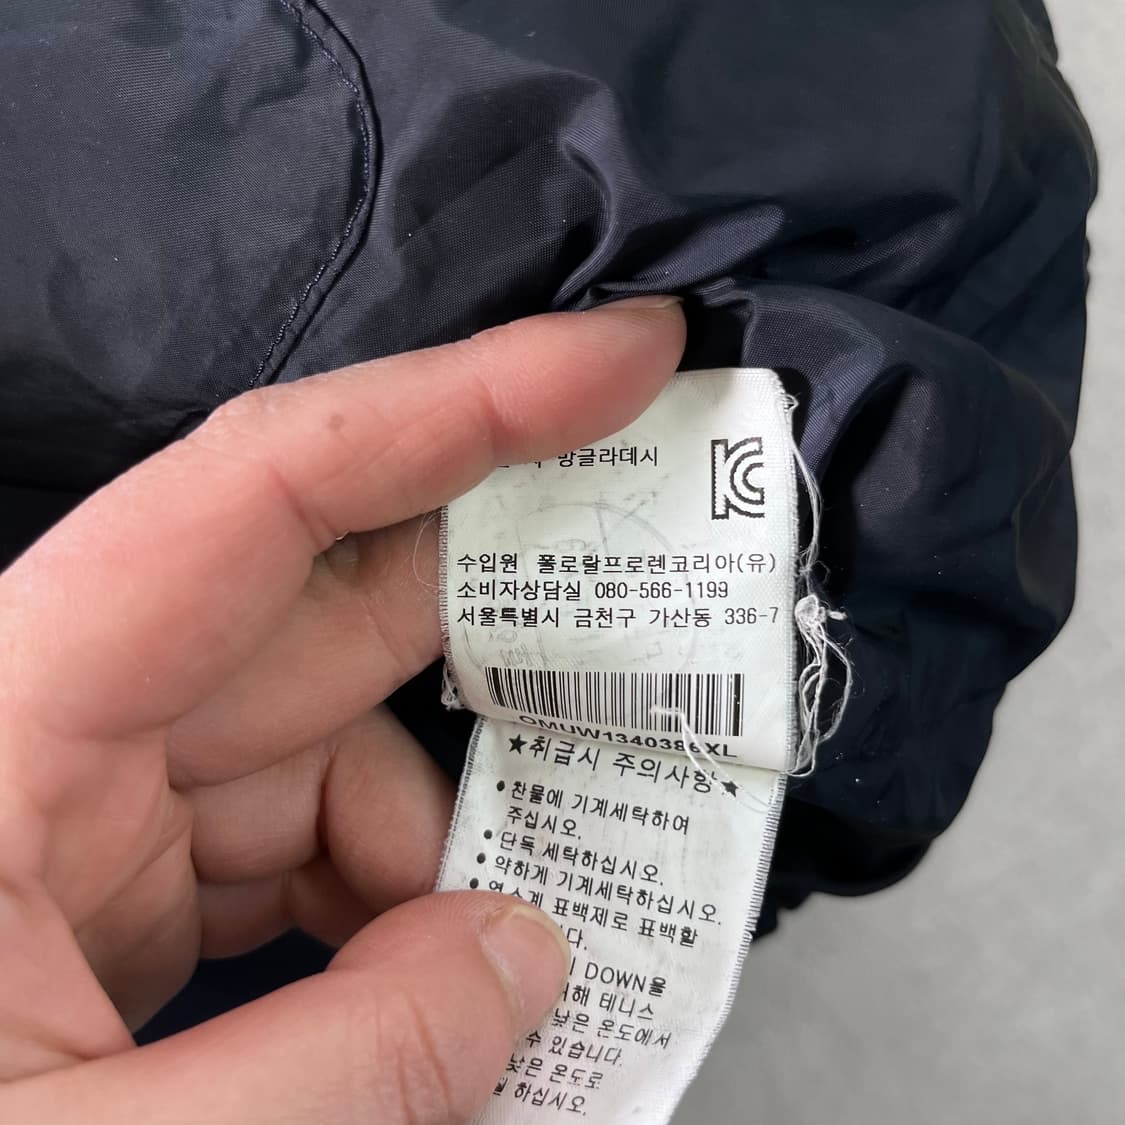 방글라데시
수입원 폴로랄프로렌코리아(유)
소비자상담실 080-566-1199
서울특별시 금천구 가산동 336-7
OMUW1340386XL
★취급시 주의사항★
• 찬물에 기계세탁하여
주십시오.
• 단독 세탁하십시오.
• 약하게 기계세탁하십시오.
• 염소계 표백제로 표백할
DOWN을
테니스
낮은 온도에서
수 있습니다.
낮은 온도로
하십시오.